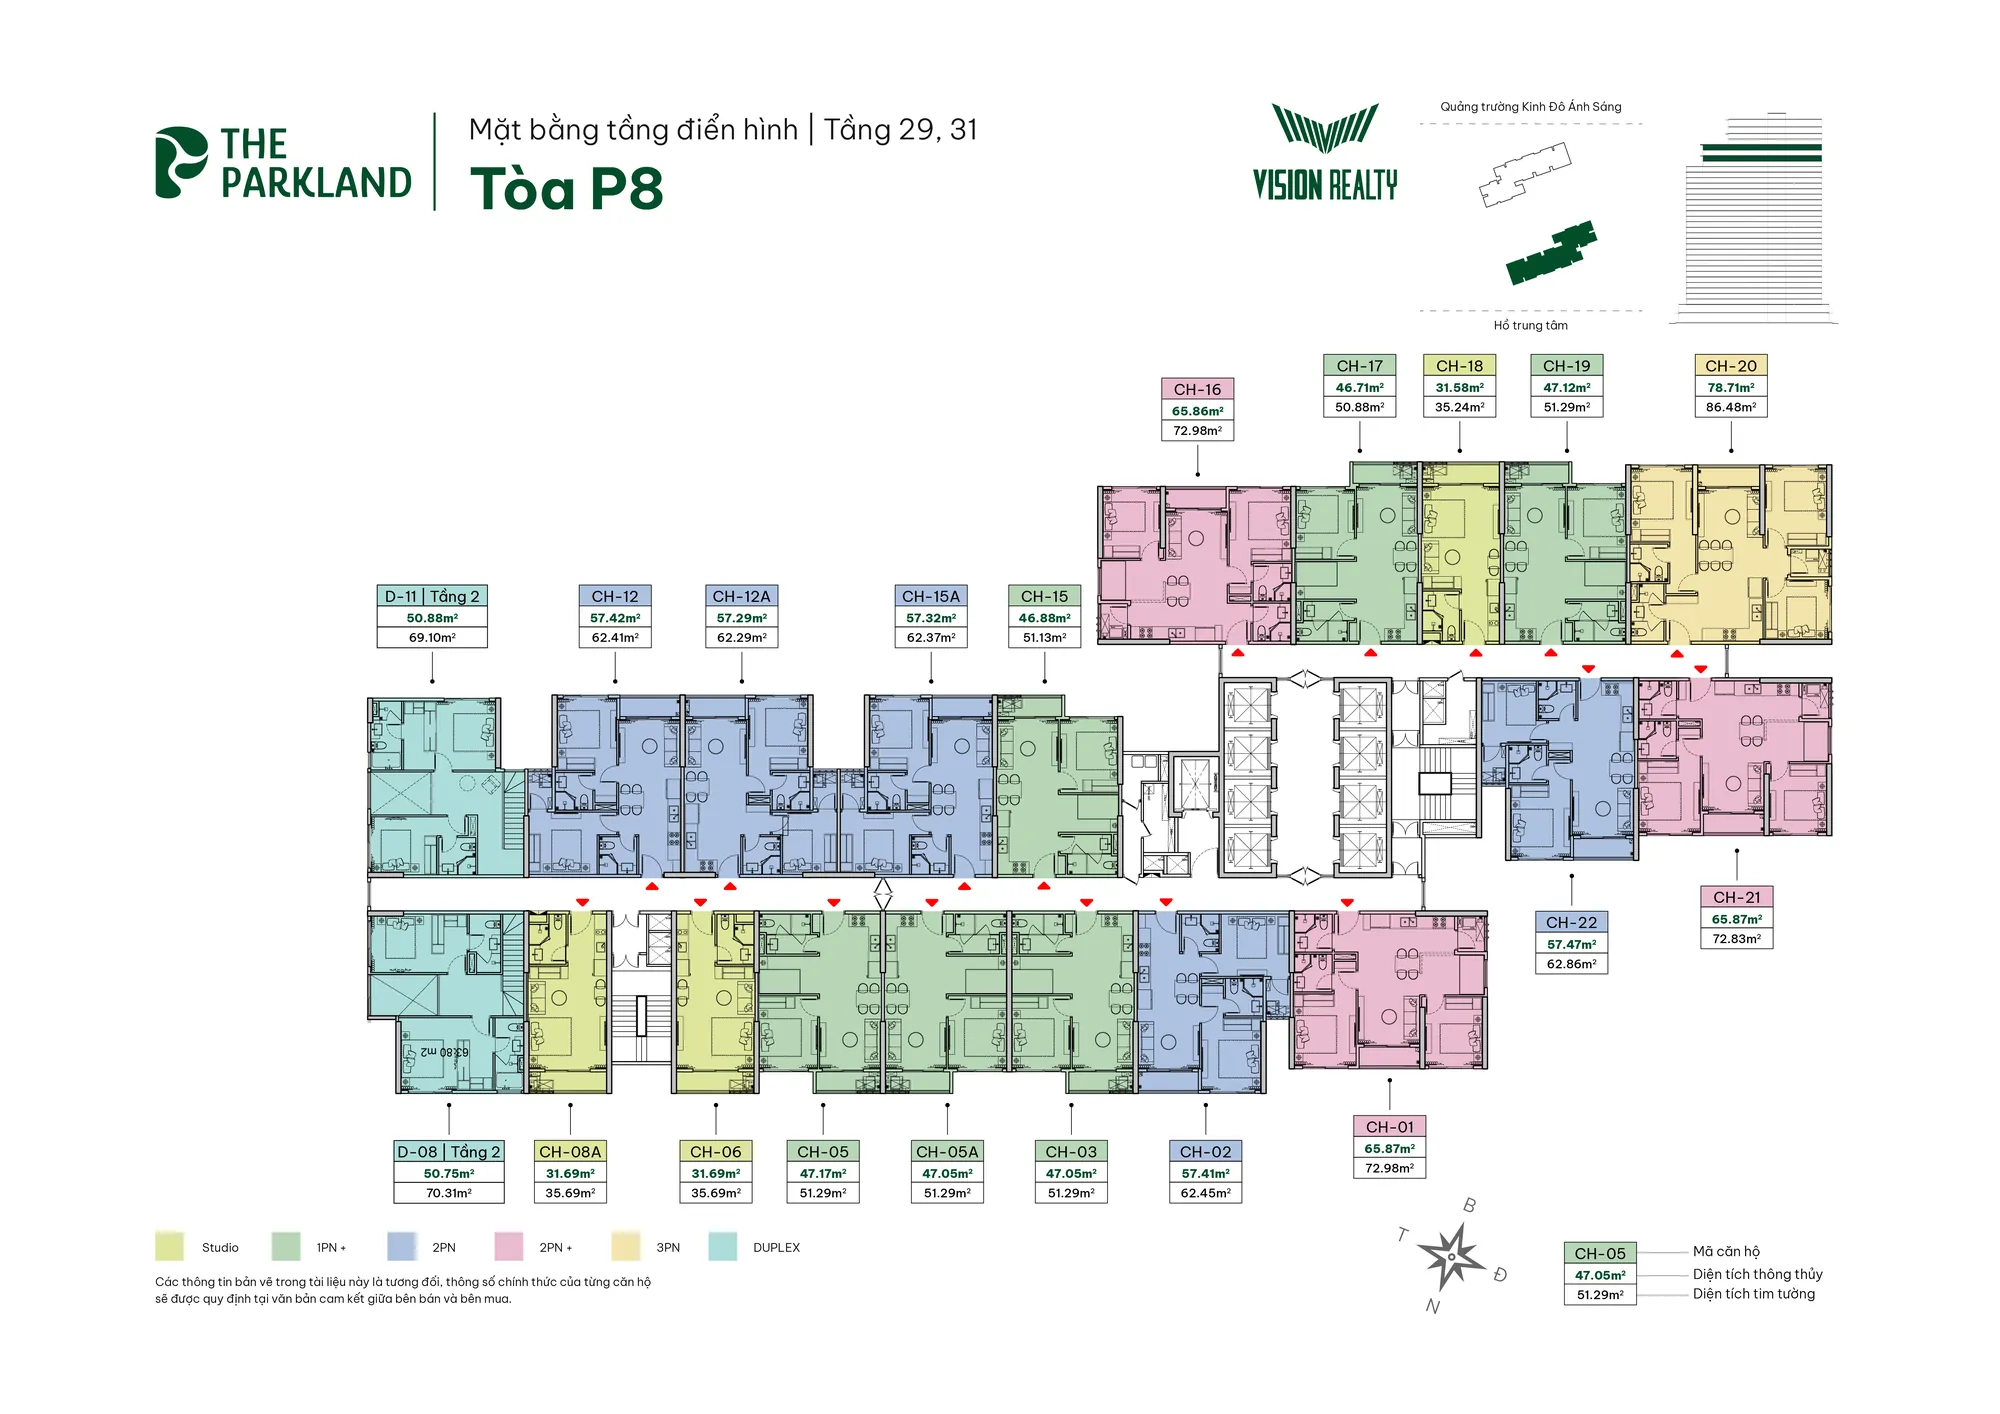 THE
PARKLAND
Mặt bằng tầng điển hình | Tầng 29, 31
Tòa P8
VISION REALTY
Quảng trường Kinh Đô Ánh Sáng
Hồ trung tâm
CH-16
65.86m²
72.98m²
CH-17
46.71m²
50.88m²
CH-18
31.58m²
35.24m²
CH-19
47.12m²
51.29m²
CH-20
78.71m²
86.48m²
D-11 | Tầng 2
50.88m²
69.10m²
CH-12
57.42m²
62.41m²
CH-12A
57.29m²
62.29m²
CH-15A
57.32m²
62.37m²
CH-15
46.88m²
51.13m²
63.80 m2
CH-22
57.47m²
62.86m²
CH-21
65.87m²
72.83m²
D-08 | Tầng 2
50.75m²
70.31m²
CH-08A
31.69m²
35.69m²
CH-06
31.69m²
35.69m²
CH-05
47.17m²
51.29m²
CH-05A
47.05m²
51.29m²
CH-03
47.05m²
51.29m²
CH-02
57.41m²
62.45m²
CH-01
65.87m²
72.98m²
Studio
1PN +
2PN
2PN +
3PN
DUPLEX
Các thông tin bản vẽ trong tài liệu này là tương đối, thông số chính thức của từng căn hộ
sẽ được quy định tại văn bản cam kết giữa bên bán và bên mua.
B
T
Đ
N
CH-05
47.05m²
51.29m²
Mã căn hộ
Diện tích thông thủy
Diện tích tim tường